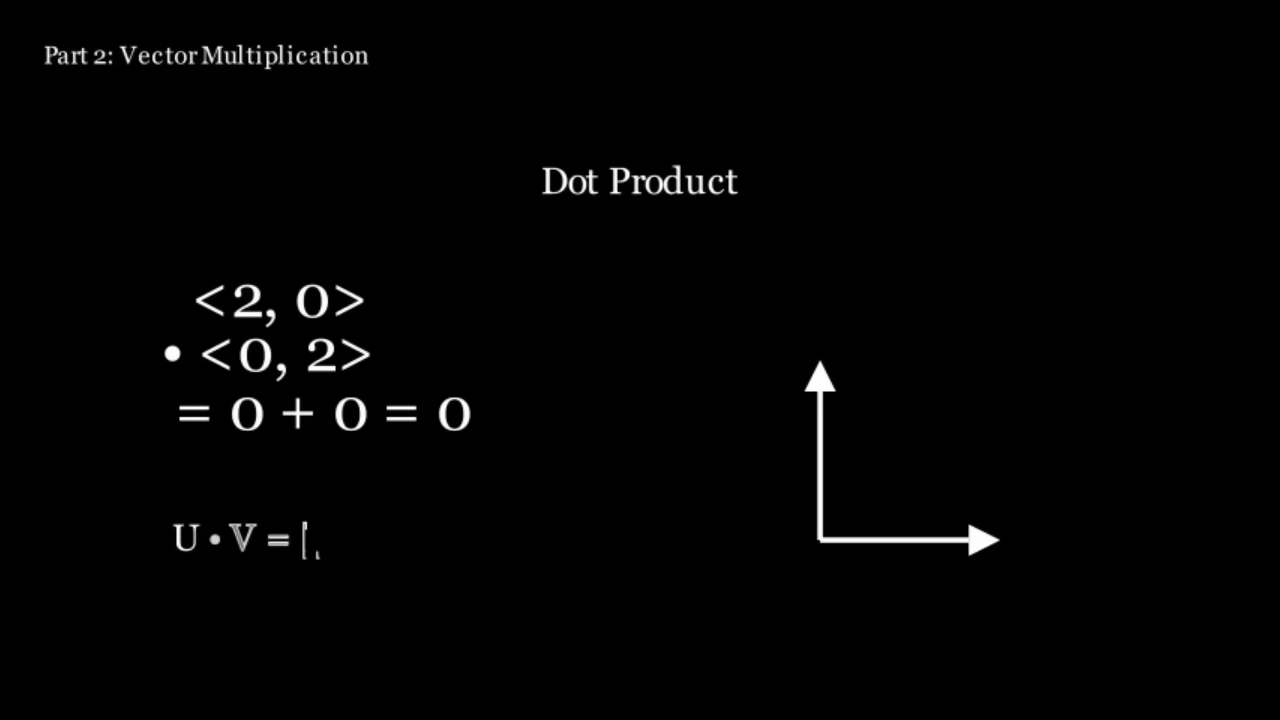 Part 2: Vector Multiplication
Dot Product
<2, 0>
• <0, 2>
= 0 + 0 = 0
U • V =